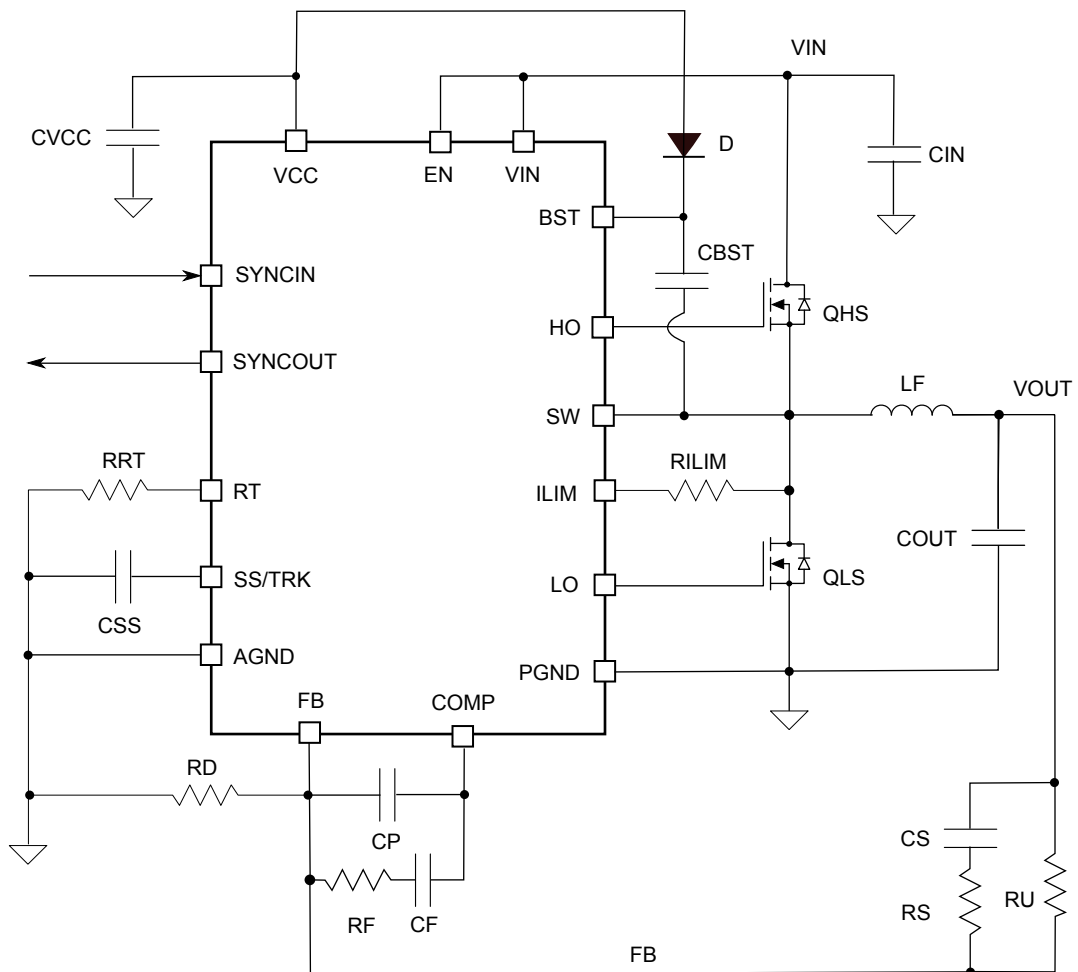 VIN
CVCC
D
CIN
VCC
EN
VIN
BST
CBST
SYNCIN
HO
QHS
SYNCOUT
LF
VOUT
SW
RRT
RILIM
RT
ILIM
COUT
SS/TRK
LO
QLS
CSS
AGND
PGND
FB
COMP
RD
CP
CS
RF
CF
RS
RU
FB